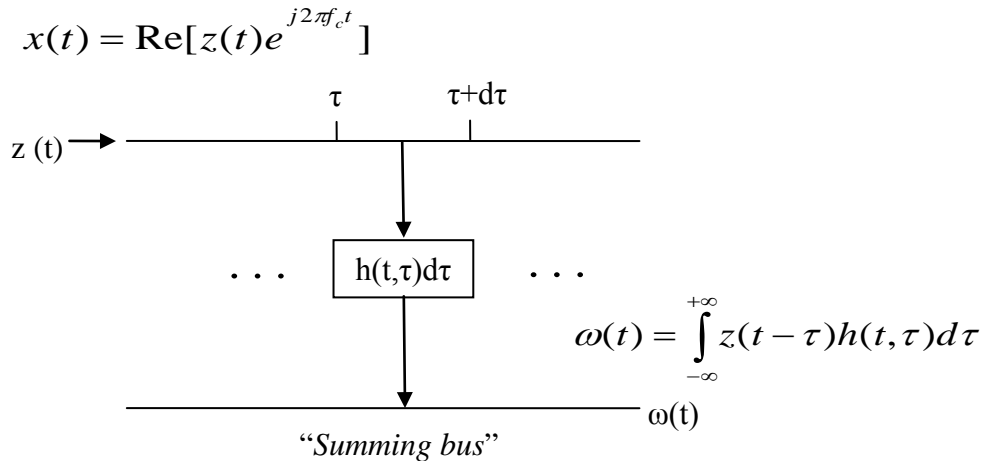 x(t) = Re[z(t)e^{j2πf_c t}]
τ τ+dτ
z (t)
. . . h(t,τ)dτ . . .
ω(t) = ∫_{−∞}^{+∞} z(t − τ)h(t,τ)dτ
ω(t)
“Summing bus”